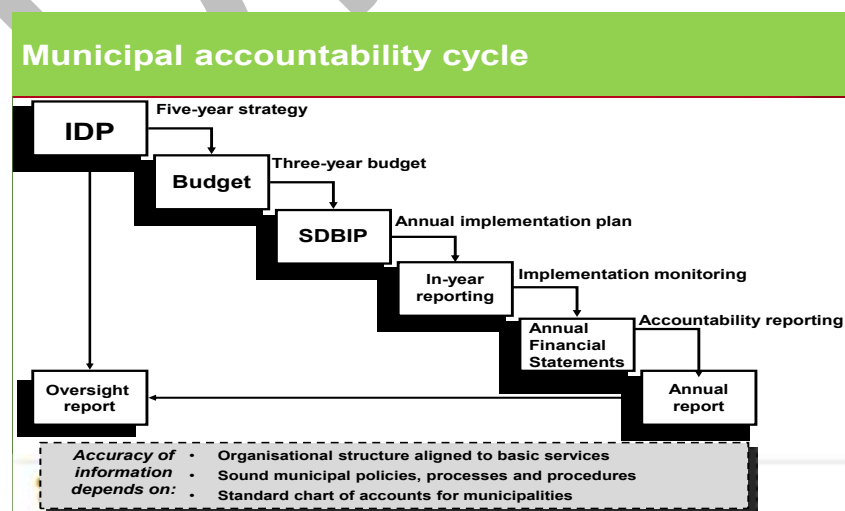 Municipal accountability cycle
IDP
Five-year strategy
Budget
Three-year budget
SDBIP
Annual implementation plan
In-year
reporting
Implementation monitoring
Annual
Financial
Statements
Accountability reporting
Annual
report
Oversight
report
Accuracy of
information
depends on:
• Organisational structure aligned to basic services
• Sound municipal policies, processes and procedures
• Standard chart of accounts for municipalities